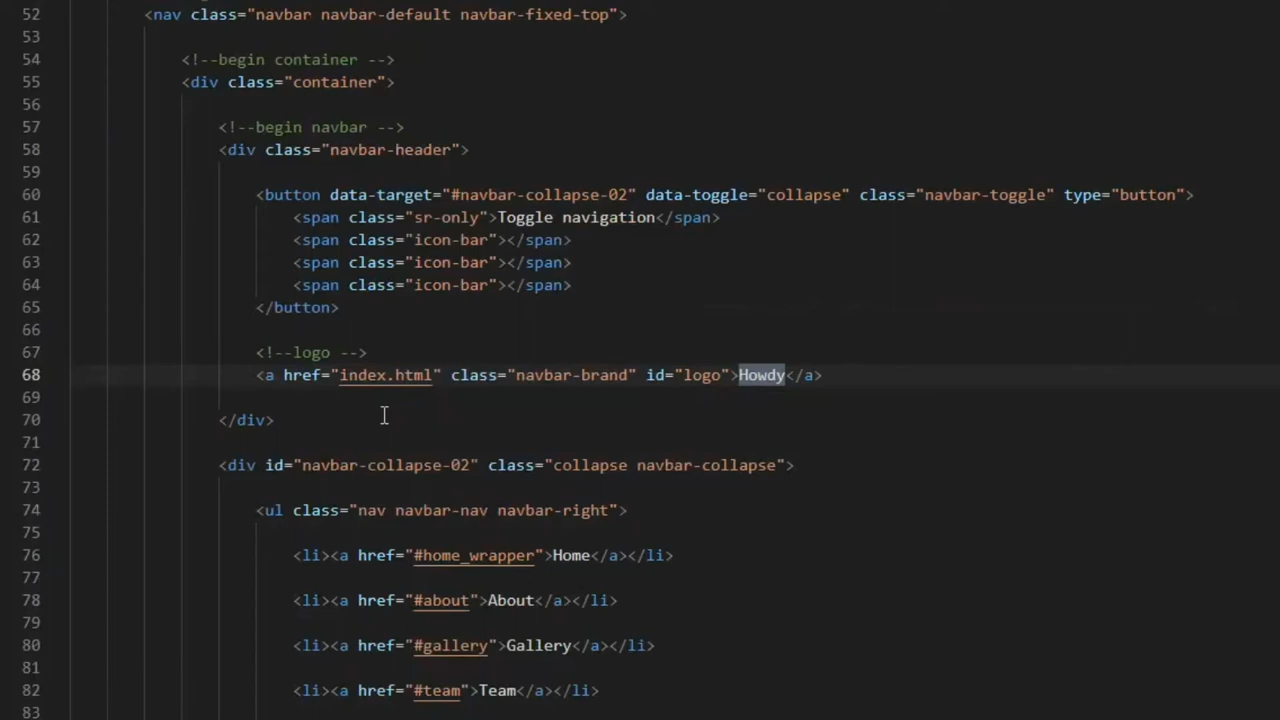 52 <nav class="navbar navbar-default navbar-fixed-top">
53
54 <!--begin container -->
55 <div class="container">
56
57 <!--begin navbar -->
58 <div class="navbar-header">
59
60 <button data-target="#navbar-collapse-02" data-toggle="collapse" class="navbar-toggle" type="button">
61 <span class="sr-only">Toggle navigation</span>
62 <span class="icon-bar"></span>
63 <span class="icon-bar"></span>
64 <span class="icon-bar"></span>
65 </button>
66
67 <!--logo -->
68 <a href="index.html" class="navbar-brand" id="logo">Howdy</a>
69
70 </div>
71
72 <div id="navbar-collapse-02" class="collapse navbar-collapse">
73
74 <ul class="nav navbar-nav navbar-right">
75
76 <li><a href="#home_wrapper">Home</a></li>
77
78 <li><a href="#about">About</a></li>
79
80 <li><a href="#gallery">Gallery</a></li>
81
82 <li><a href="#team">Team</a></li>
83